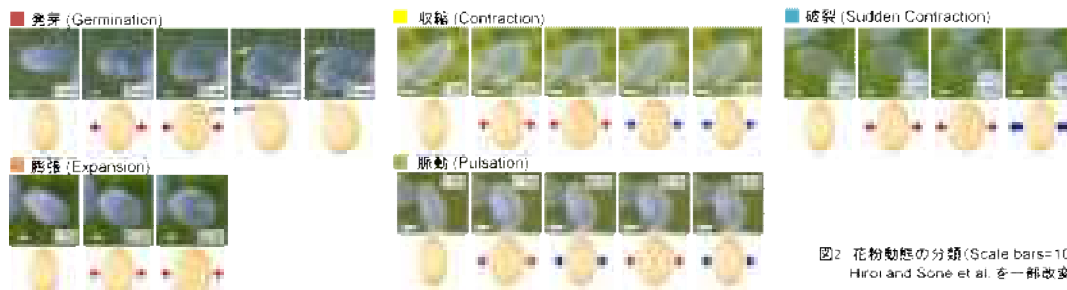 発芽 (Germination)
収縮 (Contraction)
破裂 (Sudden Contraction)
膨張 (Expansion)
脈動 (Pulsation)
図2 花粉動態の分類(Scale bars=10
Hiroi and Sone et al. を一部改変